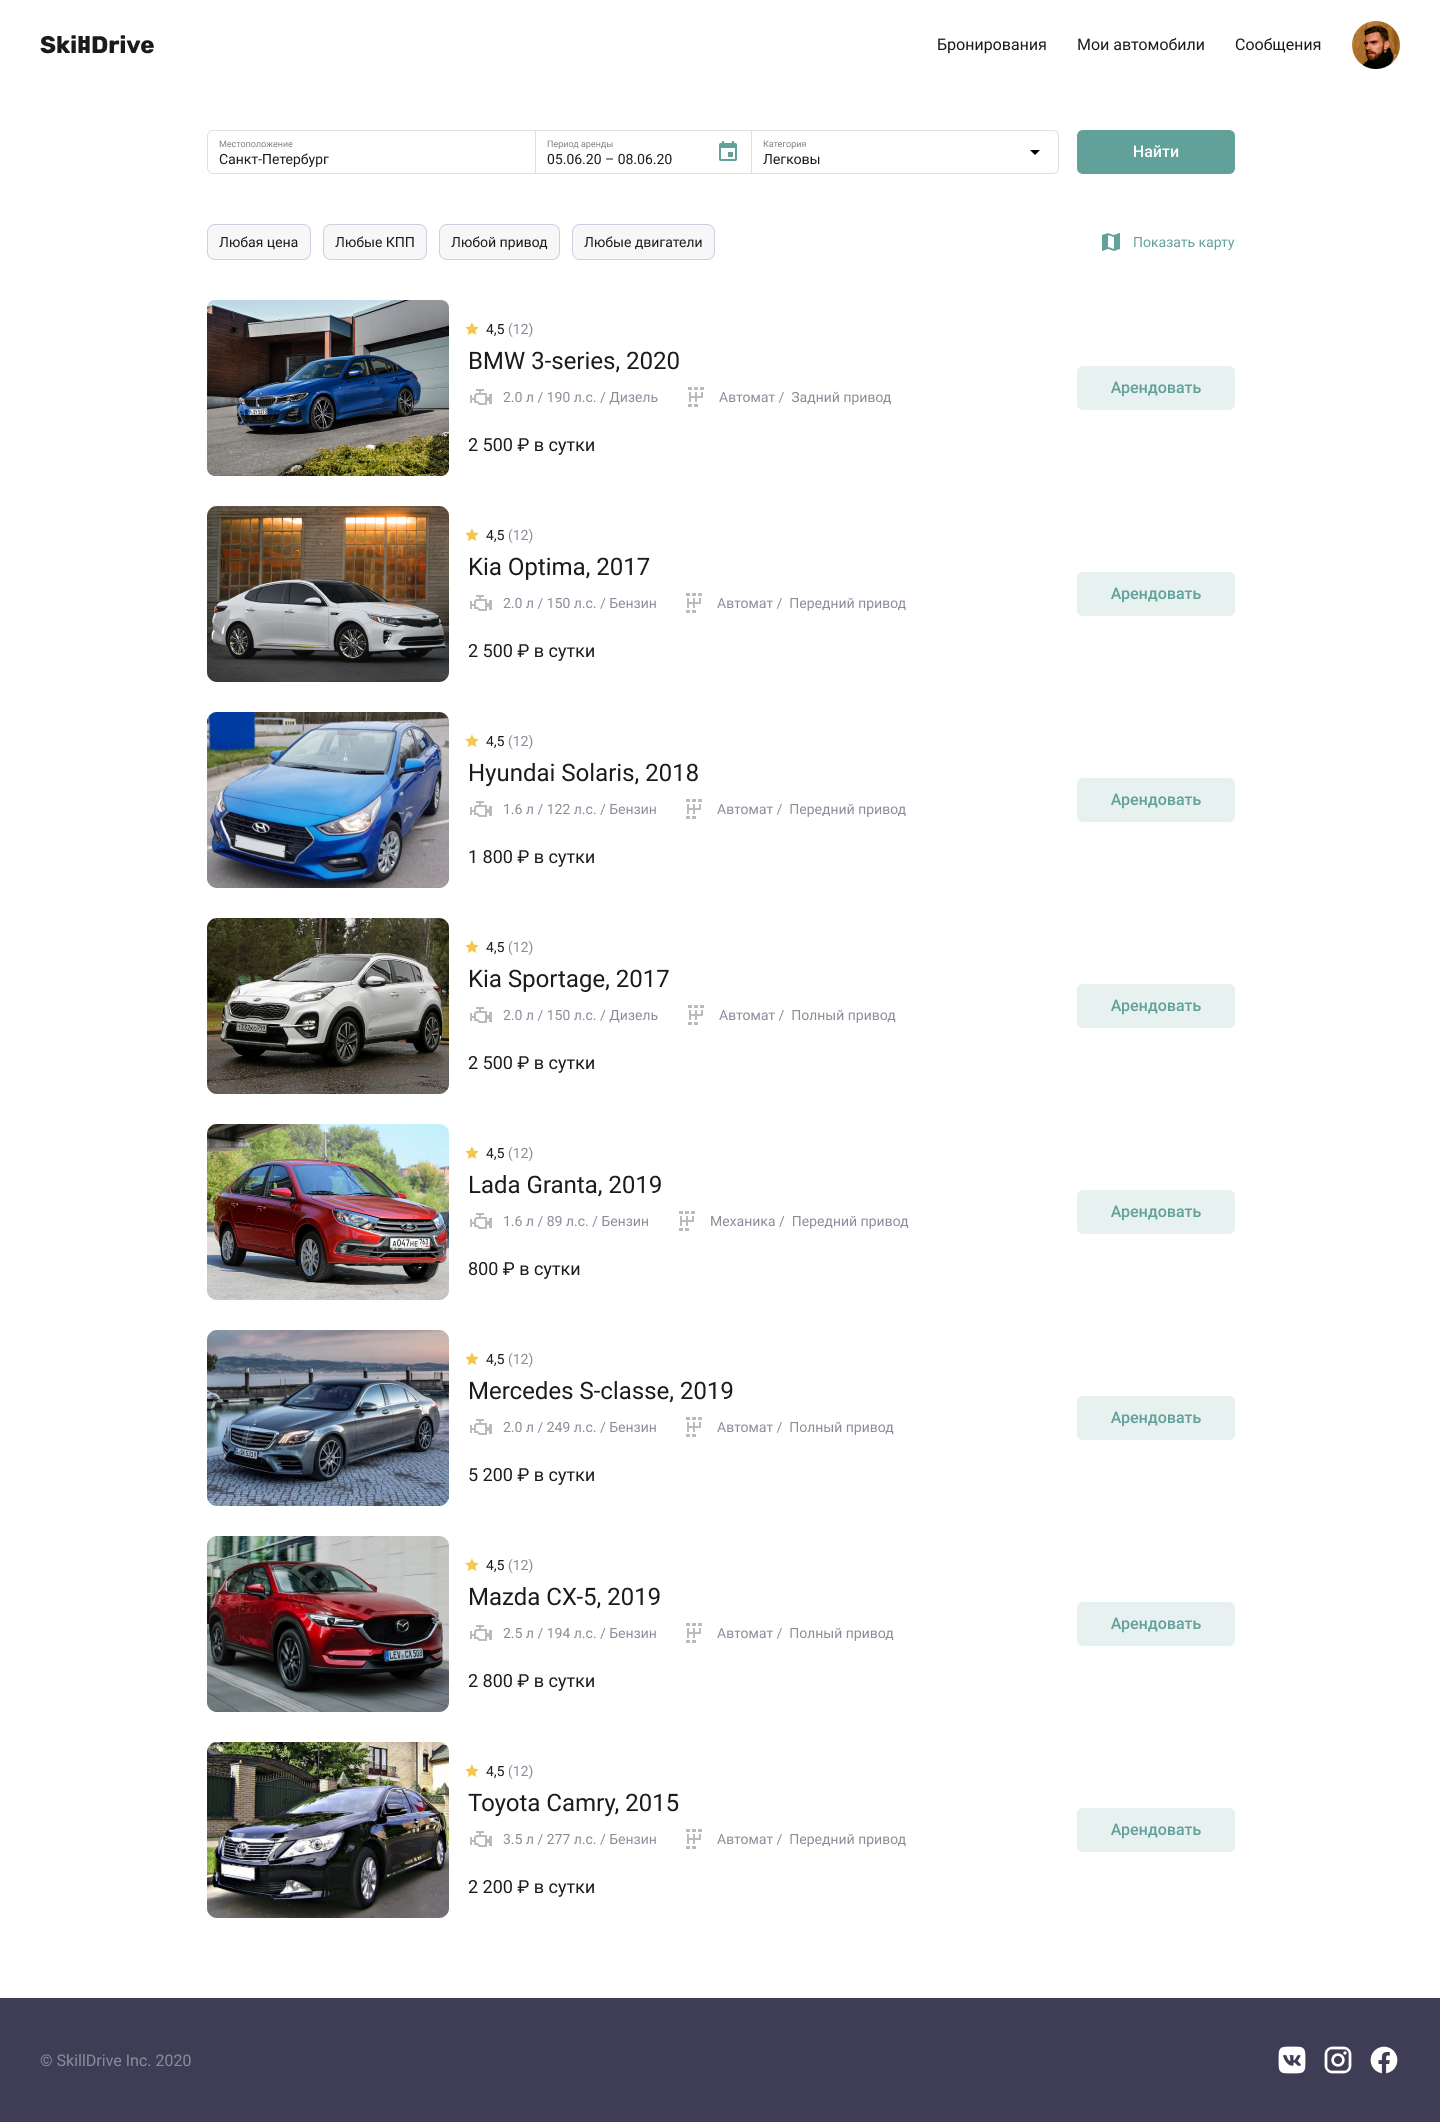 SkillDrive
Бронирования Мои автомобили Сообщения
Местоположение
Санкт-Петербург
Период аренды
05.06.20 – 08.06.20
Категория
Легковы
Найти
Любая цена Любые КПП Любой привод Любые двигатели Показать карту
4,5 (12)
BMW 3-series, 2020
2.0 л / 190 л.с. / Дизель Автомат / Задний привод
2 500 ₽ в сутки
Арендовать
4,5 (12)
Kia Optima, 2017
2.0 л / 150 л.с. / Бензин Автомат / Передний привод
2 500 ₽ в сутки
Арендовать
4,5 (12)
Hyundai Solaris, 2018
1.6 л / 122 л.с. / Бензин Автомат / Передний привод
1 800 ₽ в сутки
Арендовать
4,5 (12)
Kia Sportage, 2017
2.0 л / 150 л.с. / Дизель Автомат / Полный привод
2 500 ₽ в сутки
Арендовать
А047НЕ 763
4,5 (12)
Lada Granta, 2019
1.6 л / 89 л.с. / Бензин Механика / Передний привод
800 ₽ в сутки
Арендовать
4,5 (12)
Mercedes S-classe, 2019
2.0 л / 249 л.с. / Бензин Автомат / Полный привод
5 200 ₽ в сутки
Арендовать
LEV CX 508
4,5 (12)
Mazda CX-5, 2019
2.5 л / 194 л.с. / Бензин Автомат / Полный привод
2 800 ₽ в сутки
Арендовать
4,5 (12)
Toyota Camry, 2015
3.5 л / 277 л.с. / Бензин Автомат / Передний привод
2 200 ₽ в сутки
Арендовать
© SkillDrive Inc. 2020